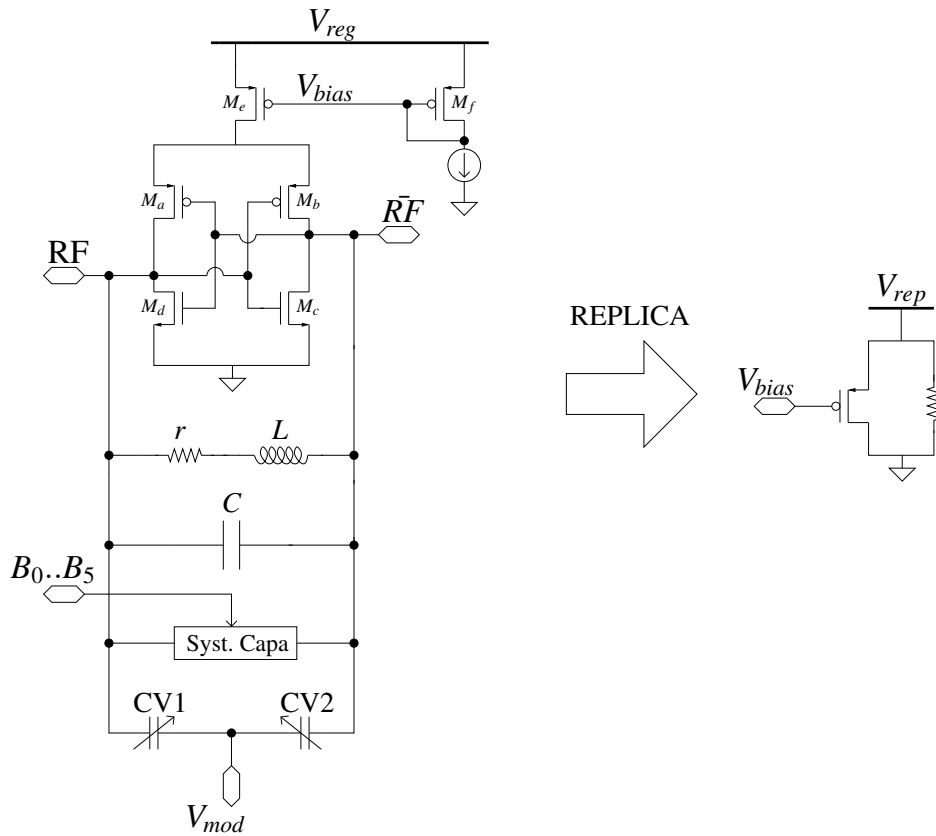 V_reg
V_bias
M_e
M_f
M_a
M_b
R̄F
RF
M_d
M_c
REPLICA
V_rep
V_bias
r
L
C
B_0..B_5
Syst. Capa
CV1
CV2
V_mod